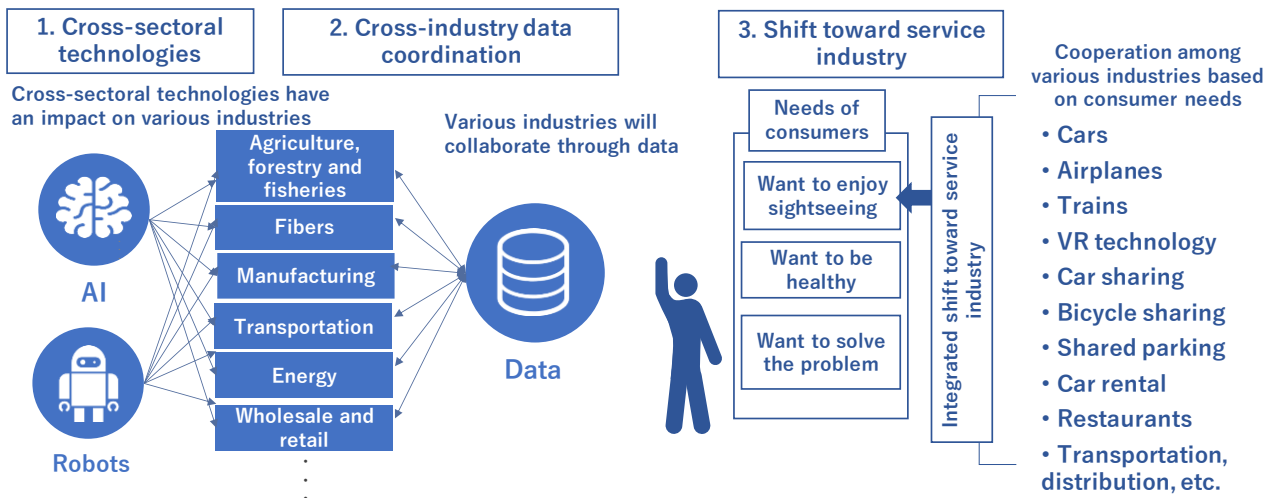 1. Cross-sectoral
technologies
Cross-sectoral technologies have
an impact on various industries
AI
Robots
Agriculture,
forestry and
fisheries
Fibers
Manufacturing
Transportation
Energy
Wholesale and
retail
2. Cross-industry data
coordination
Various industries will
collaborate through data
Data
3. Shift toward service
industry
Needs of
consumers
Want to enjoy
sightseeing
Want to be
healthy
Want to solve
the problem
Integrated shift toward service
industry
Cooperation among
various industries based
on consumer needs
• Cars
• Airplanes
• Trains
• VR technology
• Car sharing
• Bicycle sharing
• Shared parking
• Car rental
• Restaurants
• Transportation,
distribution, etc.